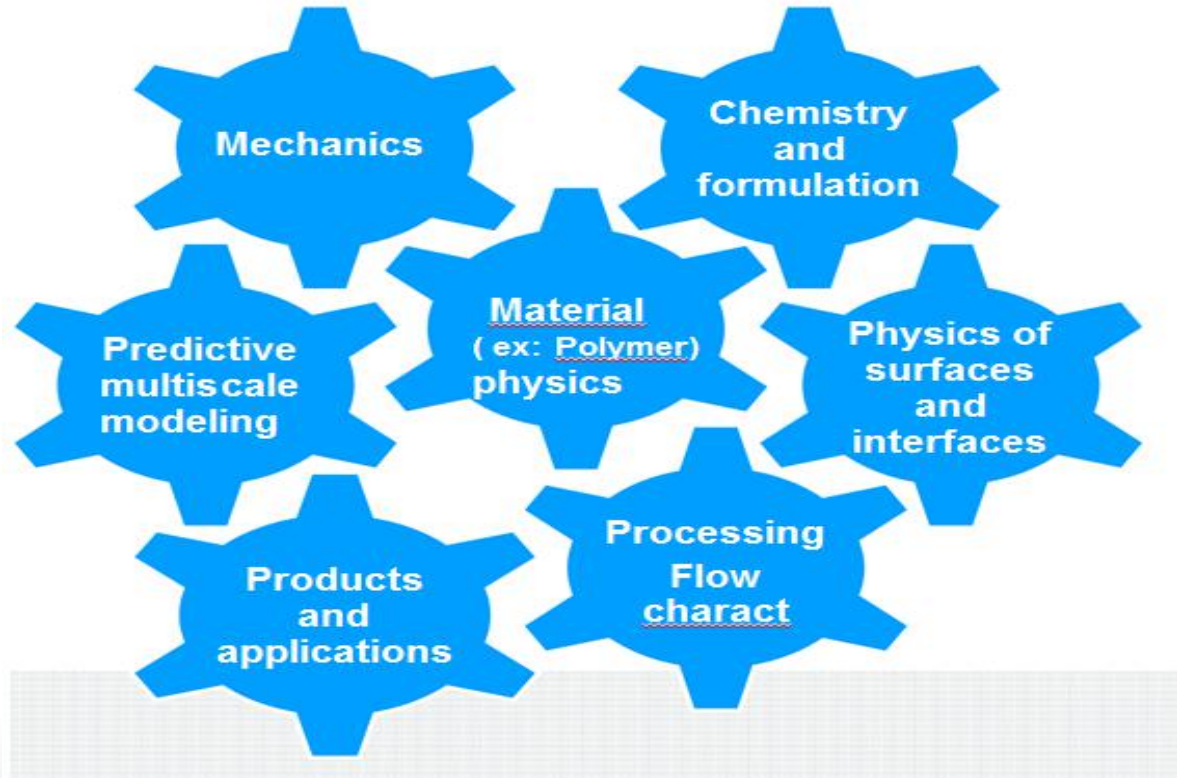 Mechanics
Chemistry
and
formulation
Material
( ex: Polymer)
physics
Predictive
multiscale
modeling
Physics of
surfaces
and
interfaces
Processing
Flow
charact
Products
and
applications